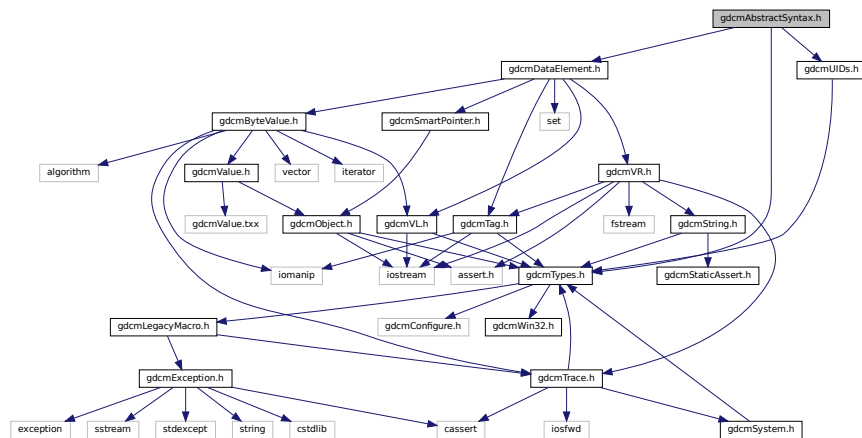 gdcmAbstractSyntax.h
gdcmDataElement.h
gdcmUIDs.h
gdcmByteValue.h
gdcmSmartPointer.h
set
algorithm
gdcmValue.h
vector
iterator
gdcmVR.h
gdcmValue.txx
gdcmObject.h
gdcmVL.h
gdcmTag.h
fstream
gdcmString.h
iomanip
iostream
assert.h
gdcmTypes.h
gdcmStaticAssert.h
gdcmLegacyMacro.h
gdcmConfigure.h
gdcmWin32.h
gdcmException.h
gdcmTrace.h
exception
sstream
stdexcept
string
cstdlib
cassert
iosfwd
gdcmSystem.h